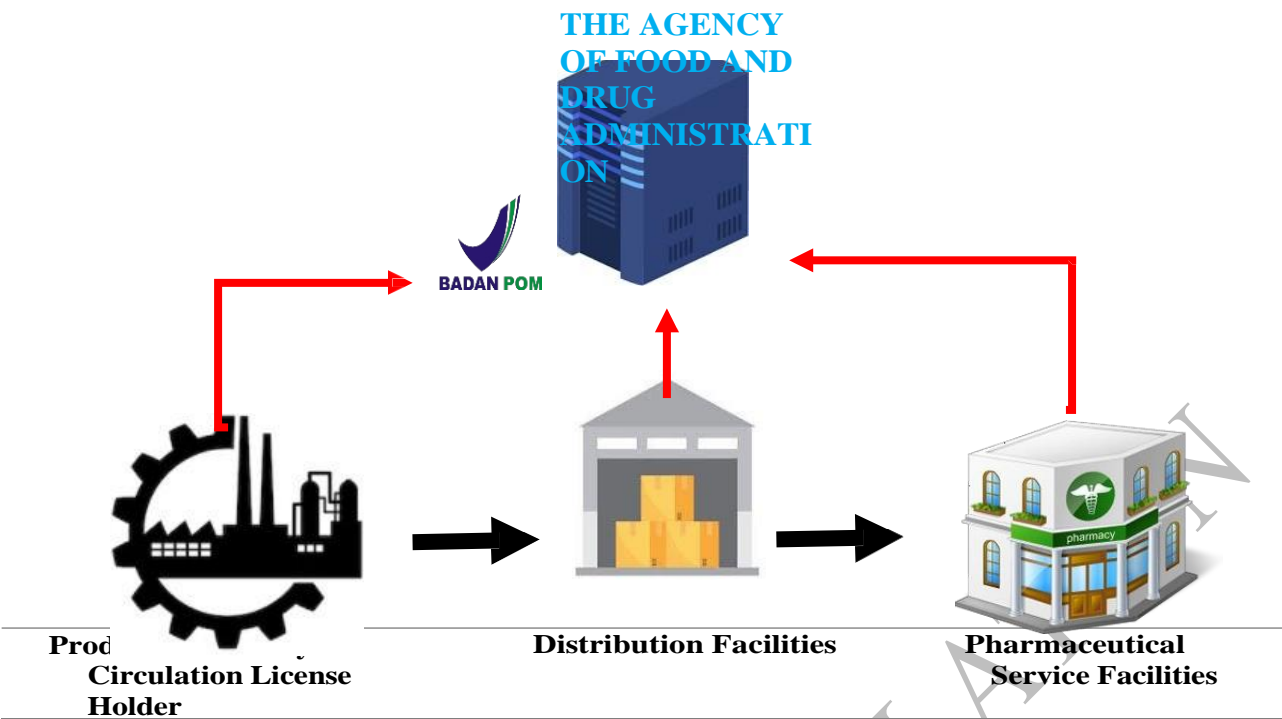 THE AGENCY
OF FOOD AND
DRUG
ADMINISTRATI
ON
BADAN POM
pharmacy
Distribution Facilities
Pharmaceutical
Service Facilities
Circulation License
Holder